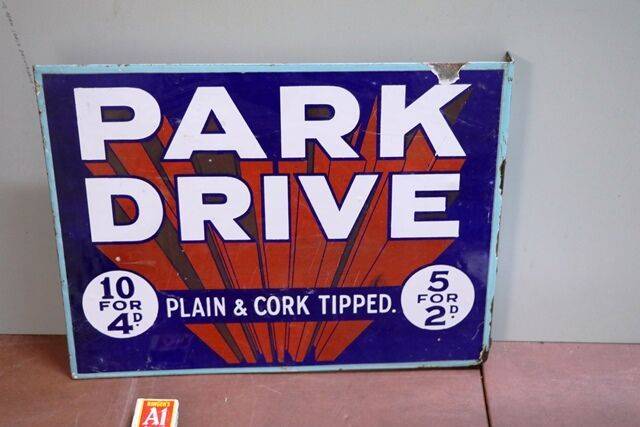 PARK
DRIVE
10
FOR
4D.
PLAIN & CORK TIPPED.
5
FOR
2D.
A1